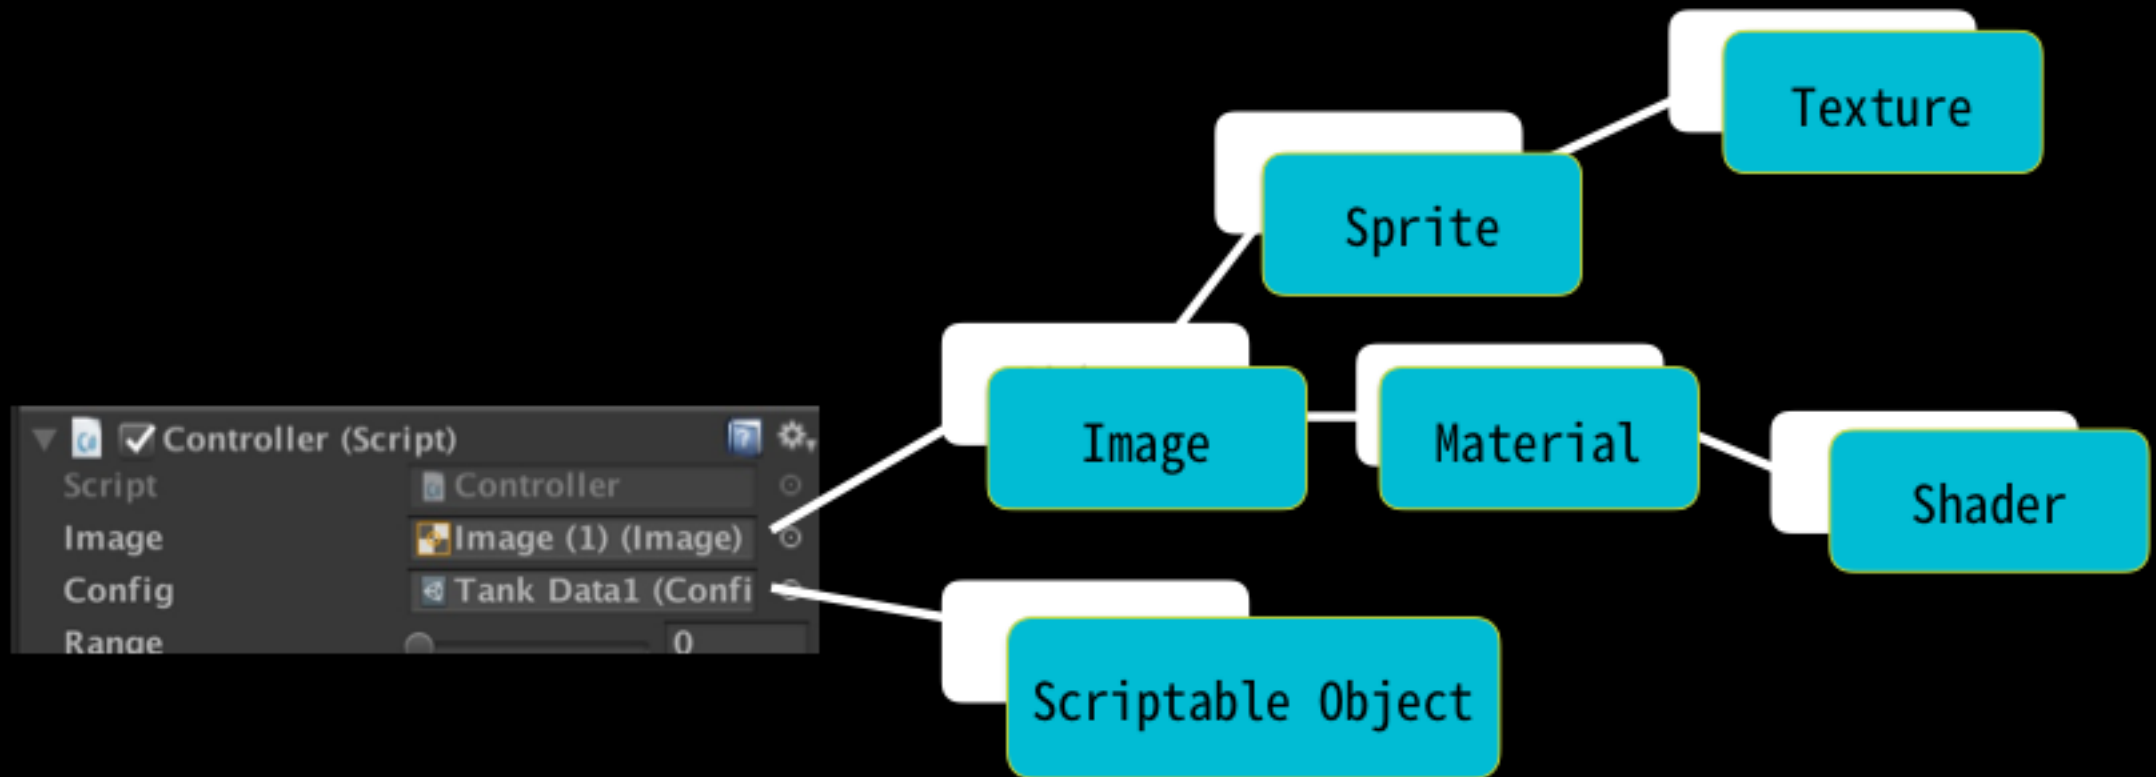 Controller (Script)
Script
Controller
Image
Image (1) (Image)
Config
Tank Data1 (Confi
Range
0
Texture
Sprite
Image
Material
Shader
Scriptable Object